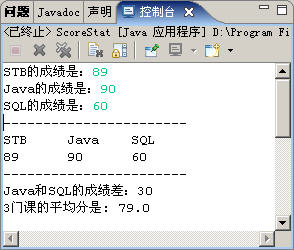 问题 Javadoc 声明 控制台
<已终止> ScoreStat [Java 应用程序] D:\Program Fi
STB的成绩是: 89
Java的成绩是: 90
SQL的成绩是: 60
--------------------------
STB Java SQL
89 90 60
--------------------------
Java和SQL的成绩差: 30
3门课的平均分是: 79.0